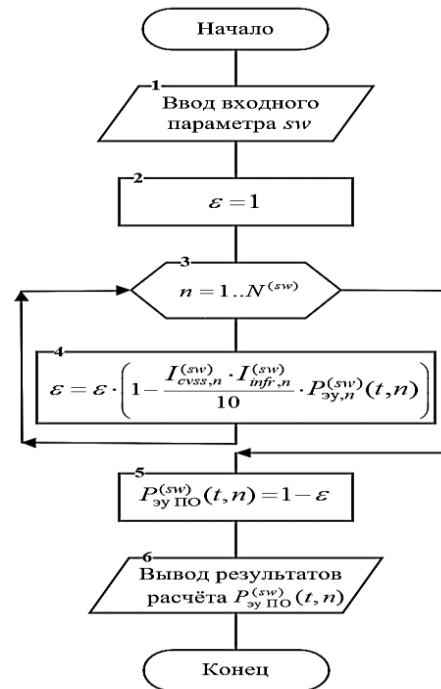 Начало
1
Ввод входного
параметра sw
2
ε = 1
3
n = 1..N^(sw)
4
ε = ε · (1 − I_cvss,n^(sw) · I_infr,n^(sw) / 10 · P_эу,n^(sw)(t, n))
5
P_эу ПО^(sw)(t, n) = 1 − ε
6
Вывод результатов
расчёта P_эу ПО^(sw)(t, n)
Конец